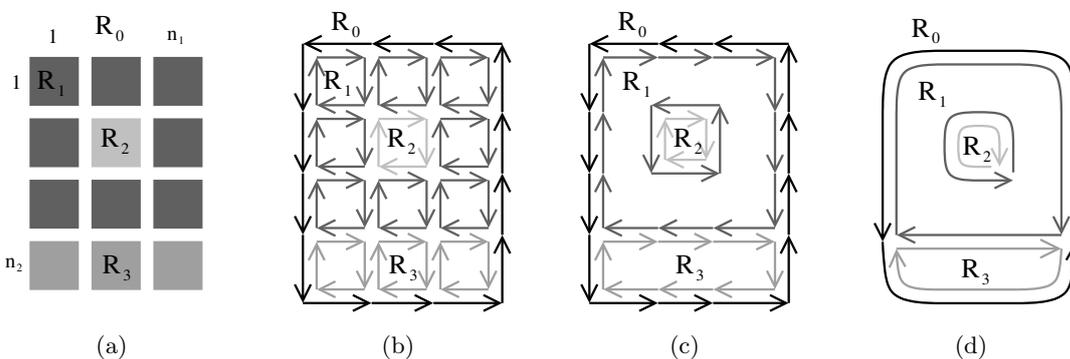 1 R₀ n₁
1 R₁
R₂
n₂ R₃
(a)
R₀
R₁
R₂
R₃
(b)
R₀
R₁
R₂
R₃
(c)
R₀
R₁
R₂
R₃
(d)